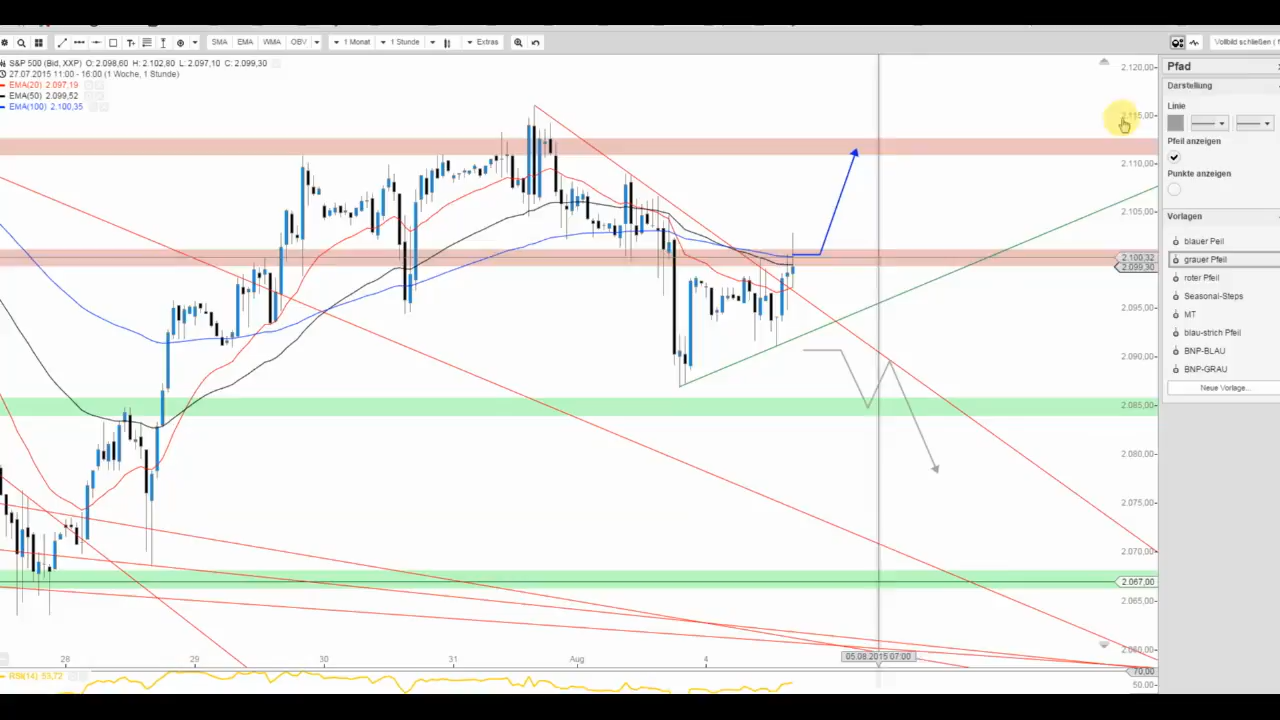 SMA EMA WMA OBV 1 Monat 1 Stunde Extras
Vollbild schließen ( f
S&P 500 (Bid, XXP) O: 2.098,60 H: 2.102,80 L: 2.097,10 C: 2.099,30
27.07.2015 11:00 - 16:00 (1 Woche, 1 Stunde)
EMA(20) 2.097,19
EMA(50) 2.099,52
EMA(100) 2.100,35
2.120,00
2.115,00
2.110,00
2.105,00
2.100,32
2.099,30
2.095,00
2.090,00
2.085,00
2.080,00
2.075,00
2.070,00
2.067,00
2.065,00
2.060,00
70,00
50,00
28 29 30 31 Aug 4
05.08.2015 07:00
RSI(14) 53,72
Pfad
Darstellung
Linie
Pfeil anzeigen
Punkte anzeigen
Vorlagen
blauer Peil
grauer Pfeil
roter Pfeil
Seasonal-Steps
MT
blau-strich Pfeil
BNP-BLAU
BNP-GRAU
Neue Vorlage...